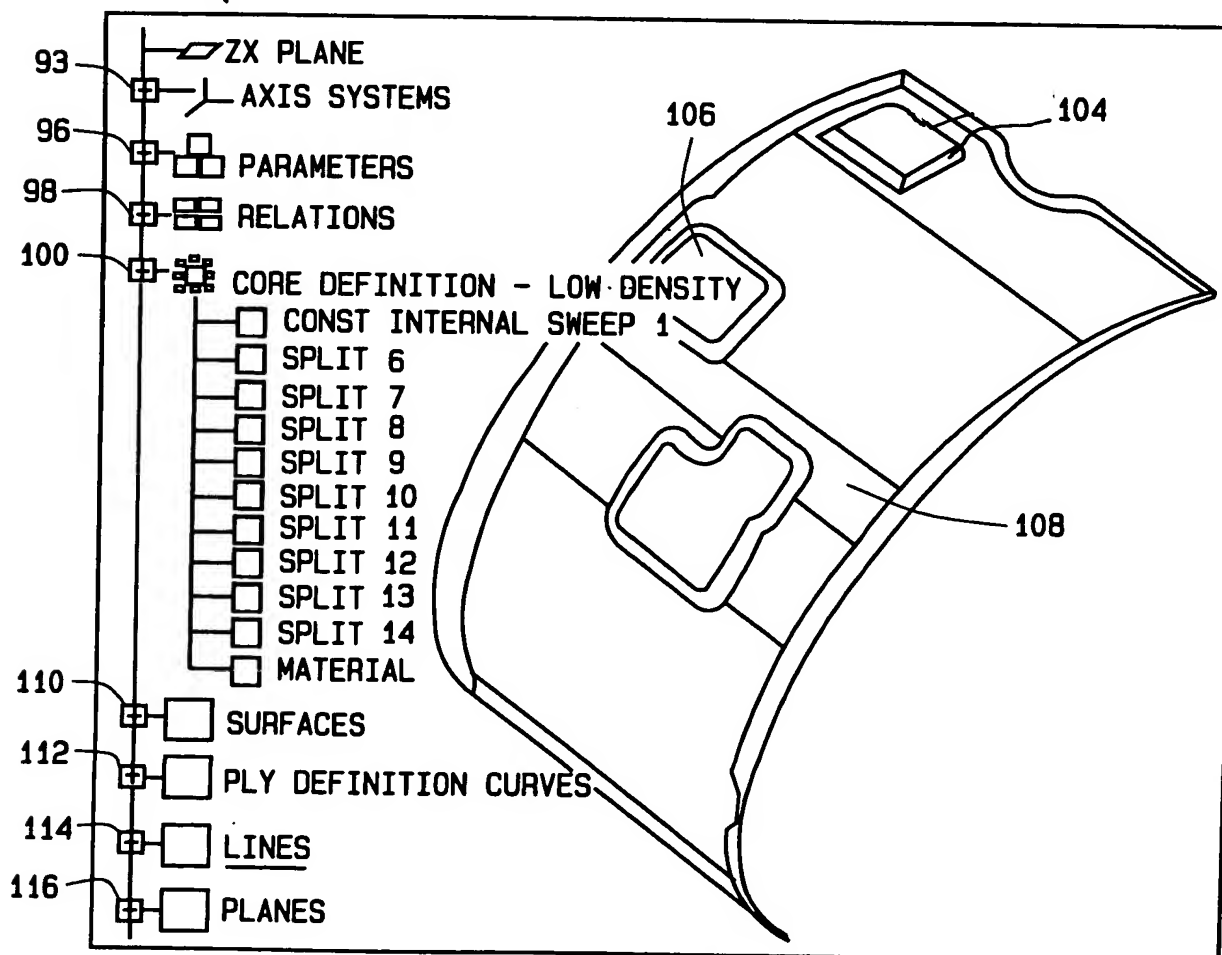 93 ZX PLANE
AXIS SYSTEMS
96 PARAMETERS
98 RELATIONS
100 CORE DEFINITION - LOW DENSITY
CONST INTERNAL SWEEP 1
SPLIT 6
SPLIT 7
SPLIT 8
SPLIT 9
SPLIT 10
SPLIT 11
SPLIT 12
SPLIT 13
SPLIT 14
MATERIAL
110 SURFACES
112 PLY DEFINITION CURVES
114 LINES
116 PLANES
106
104
108